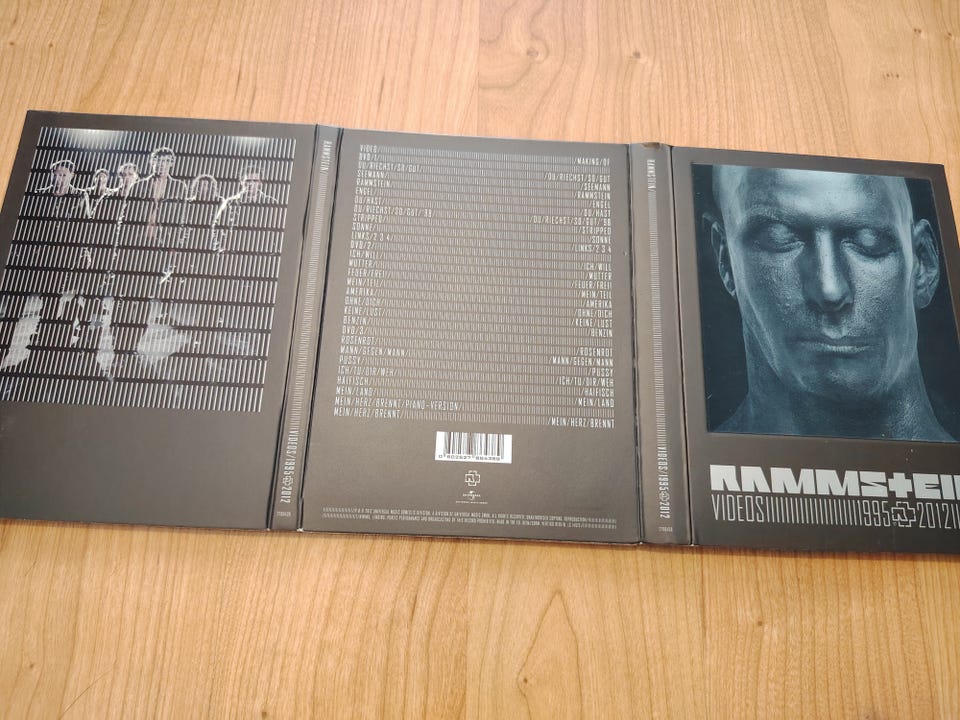 RAMMSTEIN
VIDEOS/1995 2012
VIDEO/ /MAKING/OF
DVD/1
DU/RIECHST/SO/GUT /DU/RIECHST/SO/GUT
SEEMANN /SEEMANN
RAMMSTEIN /RAMMSTEIN
ENGEL /ENGEL
DU/HAST /DU/HAST
DU/RIECHST/SO/GUT/'98 /DU/RIECHST/SO/GUT/'98
STRIPPED /STRIPPED
SONNE /SONNE
LINKS/2 3 4/ /LINKS/2 3 4
DVD/2/
ICH/WILL /ICH/WILL
MUTTER /MUTTER
FEUER/FREI /FEUER/FREI
MEIN/TEIL /MEIN/TEIL
AMERIKA
OHNE/DICH /OHNE/DICH
KEINE/LUST /KEINE/LUST
BENZIN BENZIN
DVD/3/
ROSENROT /ROSENROT
MANN/GEGEN/MANN /MANN/GEGEN/MANN
PUSSY /PUSSY
ICH/TU/DIR/WEH /ICH/TU/DIR/WEH
HAIFISCH /HAIFISCH
MEIN/LAND /MEIN/LAND
MEIN/HERZ/BRENNT/PIANO-VERSION/
MEIN/HERZ/BRENNT /MEIN/HERZ/BRENNT
UNIVERSAL
RAMMSTEIN
VIDEOS/1995 2012
RAMMSTEIN
VIDEOS 1995 2012